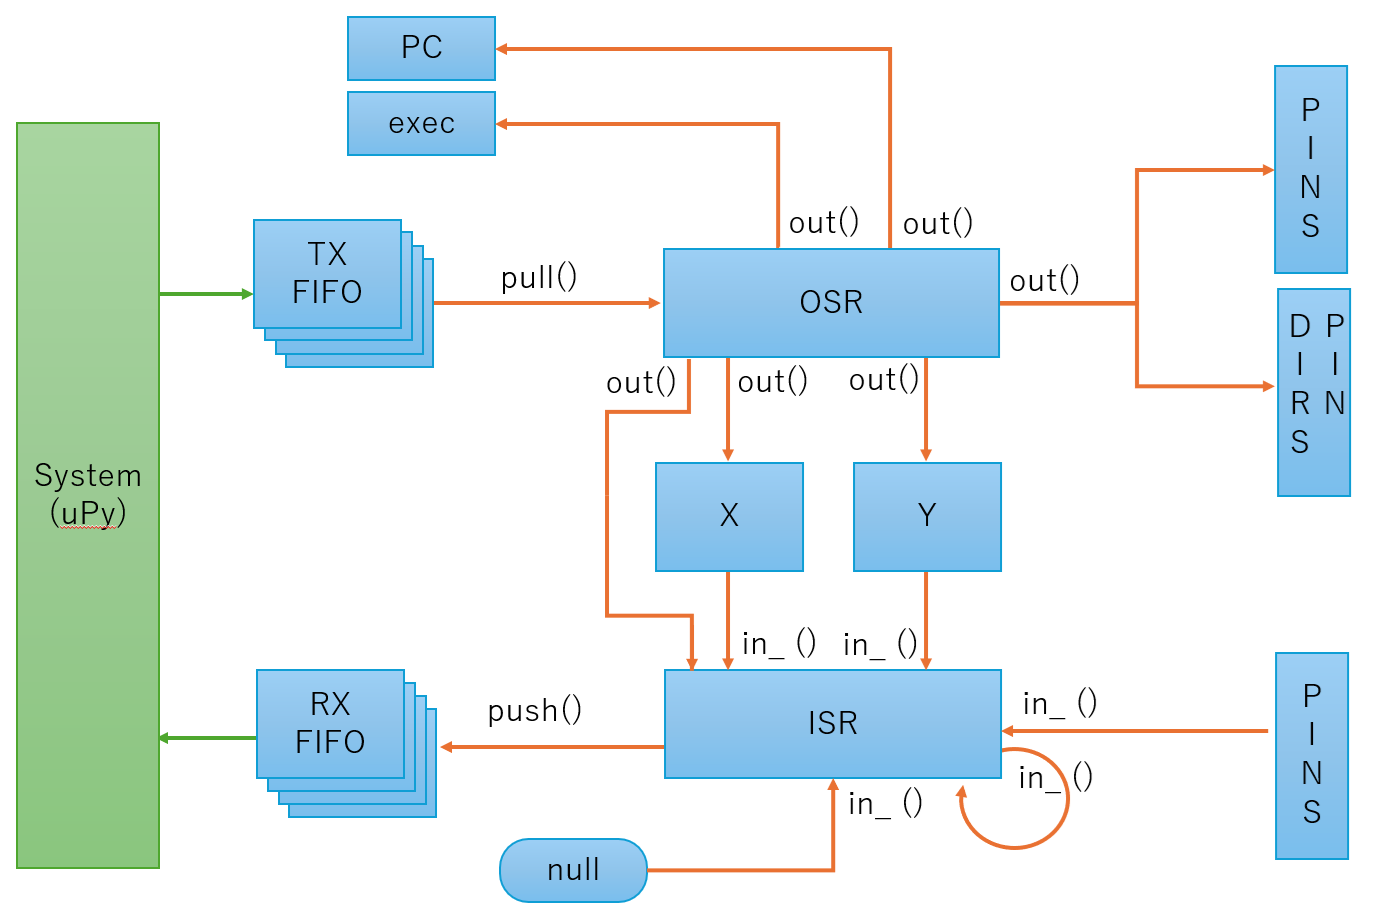 PC
exec
P
I
N
S
out()
out()
TX
FIFO
pull()
OSR
out()
D P
I I
R N
S
out()
out()
out()
System
(uPy)
X
Y
in_ ()
in_ ()
RX
FIFO
push()
ISR
in_ ()
in_ ()
in_ ()
P
I
N
S
null